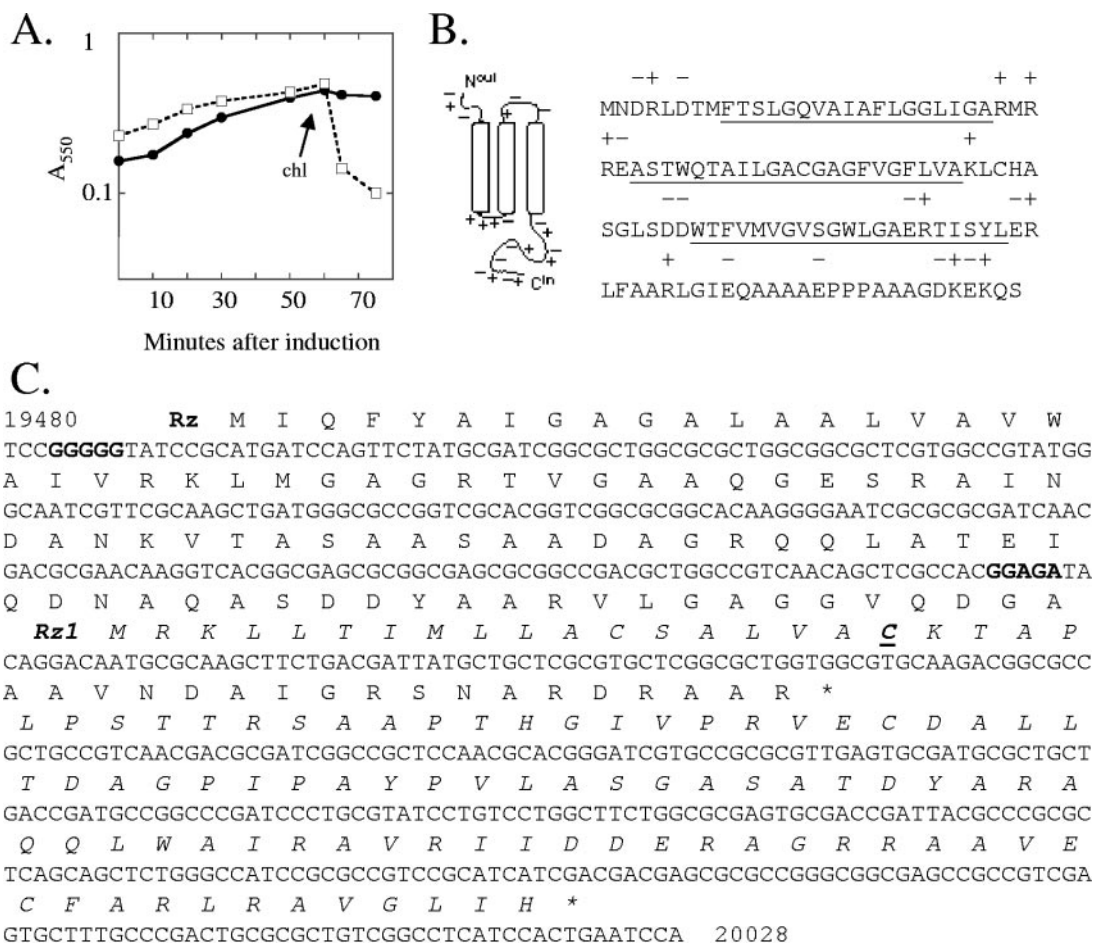 A.
1
0.1
A550
chl
10 30 50 70
Minutes after induction
B.
Nout
Cin
−+ − + +
MNDRLDTMFTSLGQVAIAFLGGLIGARMR
+− +
REASTWQTAILGACGAGFVGFLVAKLCHA
−− −+ −+
SGLSDDWTFVMVGVSGWLGAERTISYLER
+ − − −+−+
LFAARLGIEQAAAAEPPPAAAGDKEKQS
C.
19480 Rz M I Q F Y A I G A G A L A A L V A V W
TCCGGGGGTATCCGCATGATCCAGTTCTATGCGATCGGCGCTGGCGCGCTGGCGGCGCTCGTGGCCGTATGG
A I V R K L M G A G R T V G A A Q G E S R A I N
GCAATCGTTCGCAAGCTGATGGGCGCCGGTCGCACGGTCGGCGCGGCACAAGGGGAATCGCGCGCGATCAAC
D A N K V T A S A A S A A D A G R Q Q L A T E I
GACGCGAACAAGGTCACGGCGAGCGCGGCGAGCGCGGCCGACGCTGGCCGTCAACAGCTCGCCACGGAGATA
Q D N A Q A S D D Y A A R V L G A G G V Q D G A
Rz1 M R K L L T I M L L A C S A L V A C K T A P
CAGGACAATGCGCAAGCTTCTGACGATTATGCTGCTCGCGTGCTCGGCGCTGGTGGCGTGCAAGACGGCGCC
A A V N D A I G R S N A R D R A A R *
L P S T T R S A A P T H G I V P R V E C D A L L
GCTGCCGTCAACGACGCGATCGGCCGCTCCAACGCACGGGATCGTGCCGCGCGTTGAGTGCGATGCGCTGCT
T D A G P I P A Y P V L A S G A S A T D Y A R A
GACCGATGCCGGCCCGATCCCTGCGTATCCTGTCCTGGCTTCTGGCGCGAGTGCGACCGATTACGCCCGCGC
Q Q L W A I R A V R I I D D E R A G R R A A V E
TCAGCAGCTCTGGGCCATCCGCGCCGTCCGCATCATCGACGACGAGCGCGCCGGGCGGCGAGCCGCCGTCGA
C F A R L R A V G L I H *
GTGCTTTGCCCGACTGCGCGCTGTCGGCCTCATCCACTGAATCCA 20028